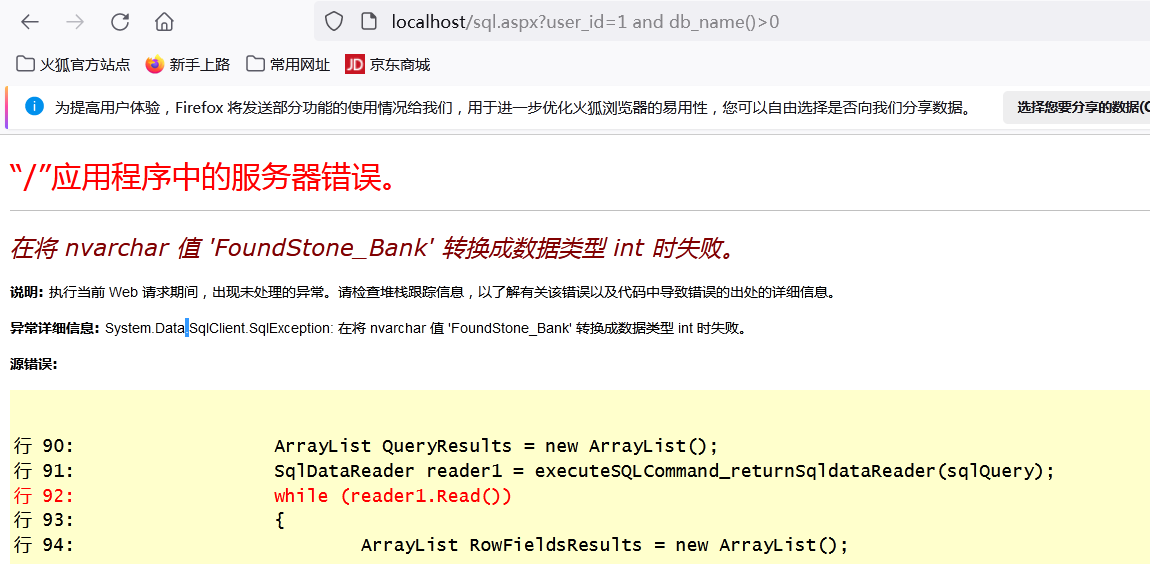 localhost/sql.aspx?user_id=1 and db_name()>0
火狐官方站点 新手上路 常用网址 JD 京东商城
为提高用户体验，Firefox 将发送部分功能的使用情况给我们，用于进一步优化火狐浏览器的易用性，您可以自由选择是否向我们分享数据。 选择您要分享的数据(
“/”应用程序中的服务器错误。
在将 nvarchar 值 'FoundStone_Bank' 转换成数据类型 int 时失败。
说明: 执行当前 Web 请求期间，出现未处理的异常。请检查堆栈跟踪信息，以了解有关该错误以及代码中导致错误的出处的详细信息。
异常详细信息: System.Data.SqlClient.SqlException: 在将 nvarchar 值 'FoundStone_Bank' 转换成数据类型 int 时失败。
源错误:
行 90: ArrayList QueryResults = new ArrayList();
行 91: SqlDataReader reader1 = executeSQLCommand_returnSqldataReader(sqlQuery);
行 92: while (reader1.Read())
行 93: {
行 94: ArrayList RowFieldsResults = new ArrayList();